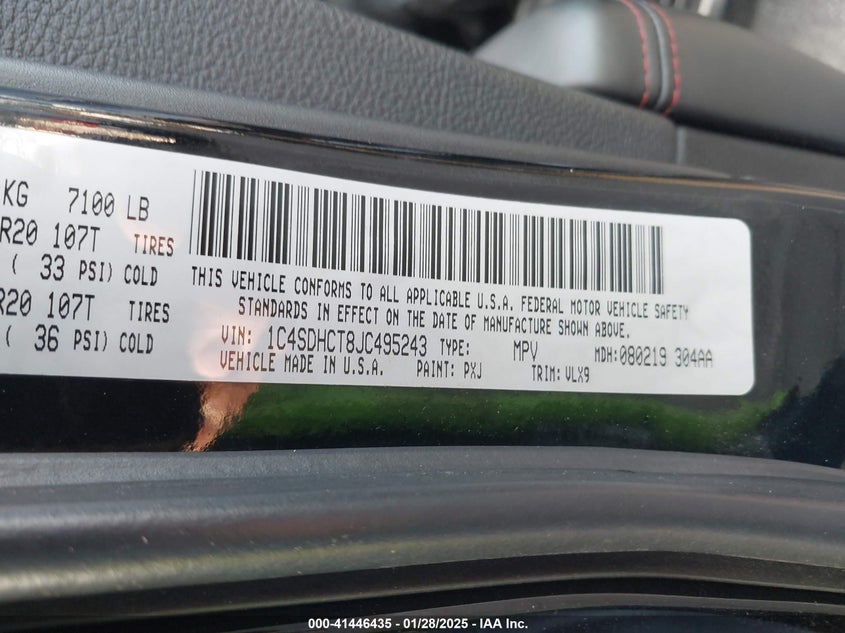 KG 7100 LB
R20 107T TIRES
( 33 PSI) COLD
R20 107T TIRES
( 36 PSI) COLD
THIS VEHICLE CONFORMS TO ALL APPLICABLE U.S.A. FEDERAL MOTOR VEHICLE SAFETY
STANDARDS IN EFFECT ON THE DATE OF MANUFACTURE SHOWN ABOVE.
VIN: 1C4SDHCT8JC495243 TYPE: MPV MDH:080219 304AA
VEHICLE MADE IN U.S.A. PAINT: PXJ TRIM: VLX9
000-41446435 - 01/28/2025 - IAA Inc.